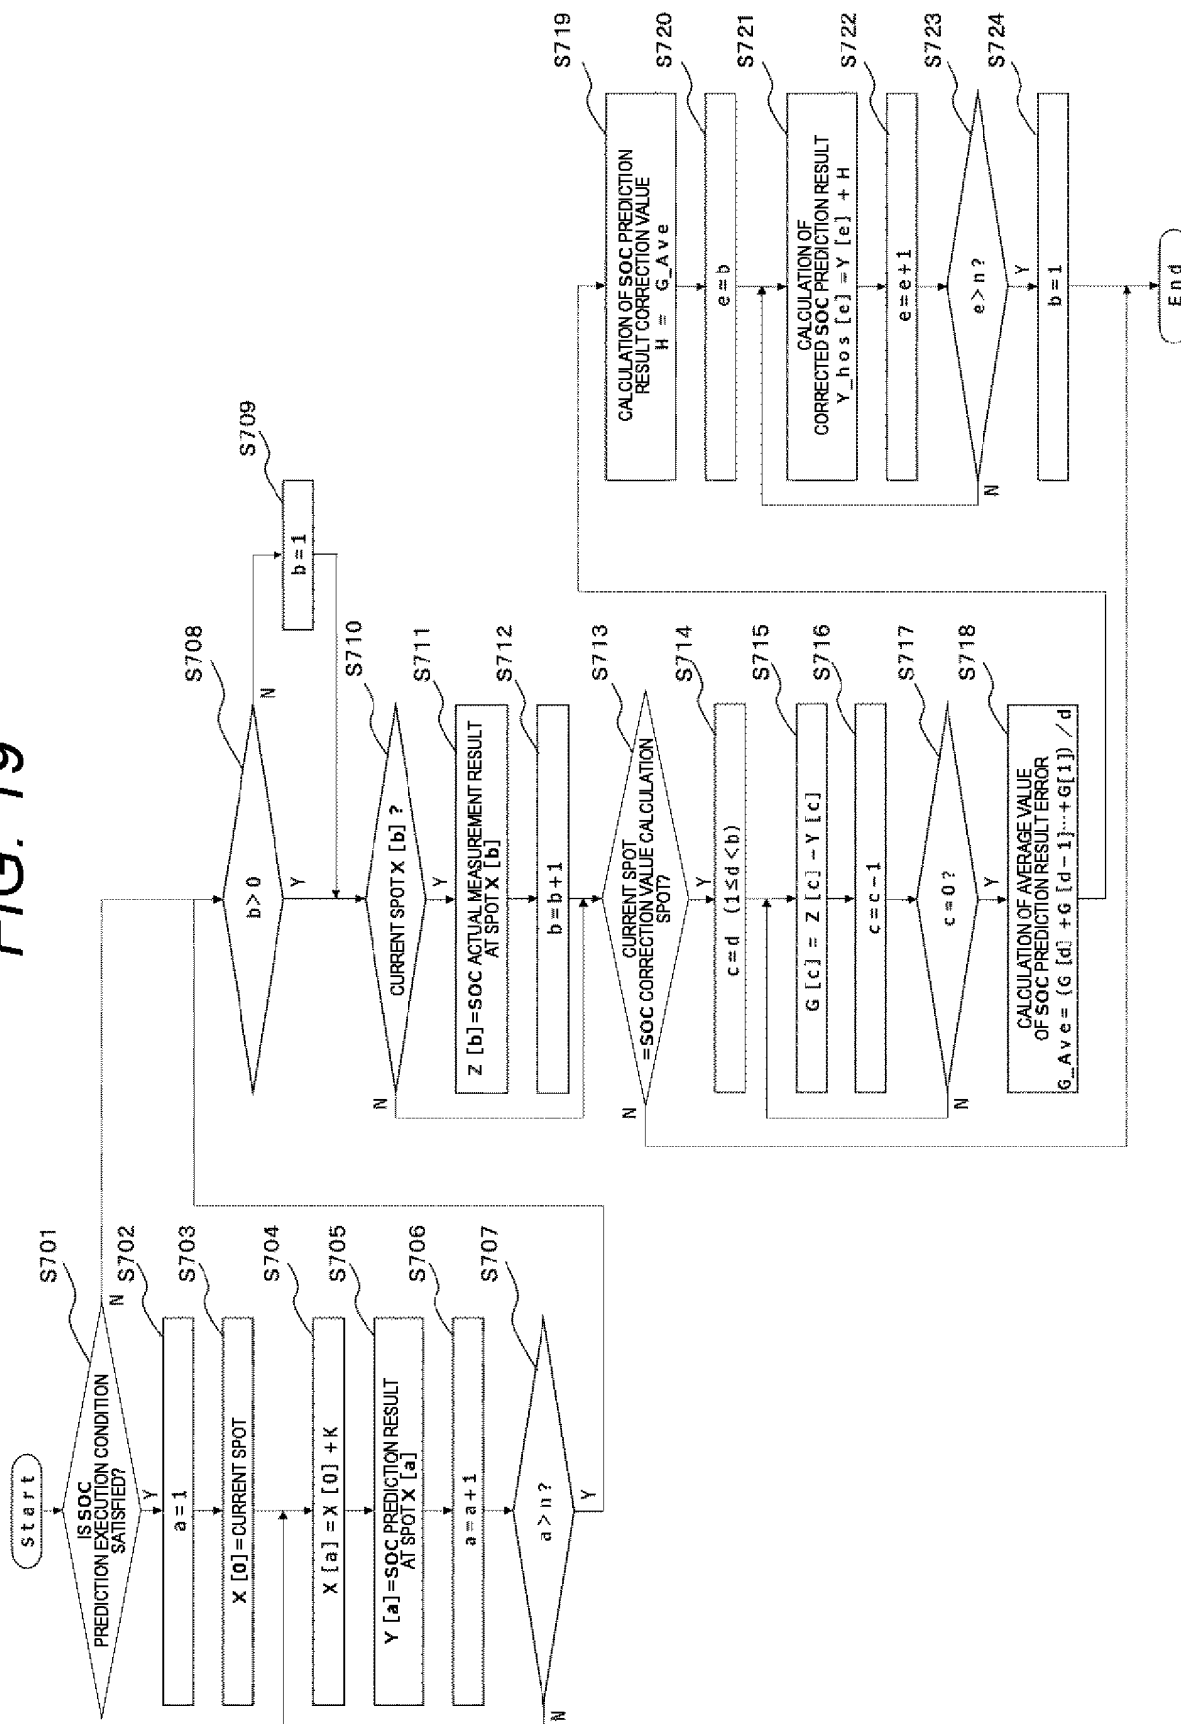 FIG. 19
Start
S701
IS SOC
PREDICTION EXECUTION CONDITION
SATISFIED?
N
Y
S702
a=1
S703
X [0]=CURRENT SPOT
S704
X [a]=X [0]+K
S705
Y [a]=SOC PREDICTION RESULT
AT SPOT X [a]
S706
a=a+1
S707
a>n?
N
Y
S708
b>0
N
Y
S709
b=1
S710
CURRENT SPOT X [b] ?
N
Y
S711
Z [b]=SOC ACTUAL MEASUREMENT RESULT
AT SPOT X [b]
S712
b=b+1
S713
CURRENT SPOT
=SOC CORRECTION VALUE CALCULATION
SPOT?
N
Y
S714
c=d (1≤d<b)
S715
G [c] = Z [c] −Y [c]
S716
c=c−1
S717
c=0?
N
Y
S718
CALCULATION OF AVERAGE VALUE
OF SOC PREDICTION RESULT ERROR
G_Ave= (G [d] +G [d−1]…+G[1]) /d
S719
CALCULATION OF SOC PREDICTION
RESULT CORRECTION VALUE
H = G_Ave
S720
e=b
S721
CALCULATION OF
CORRECTED SOC PREDICTION RESULT
Y_hos [e] =Y [e] +H
S722
e=e+1
S723
e>n?
N
Y
S724
b=1
End